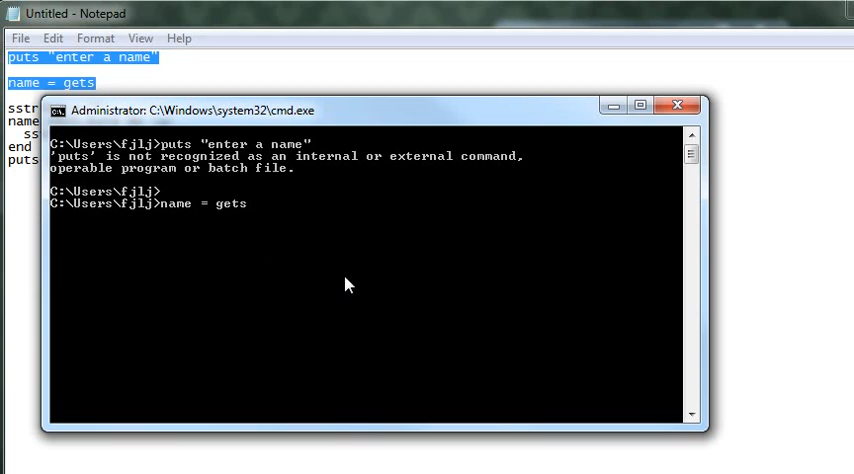 Untitled - Notepad
File Edit Format View Help
puts "enter a name"
name = gets
sstr
name
ss
end
puts
Administrator: C:\Windows\system32\cmd.exe
C:\Users\fjlj>puts "enter a name"
'puts' is not recognized as an internal or external command,
operable program or batch file.
C:\Users\fjlj>
C:\Users\fjlj>name = gets